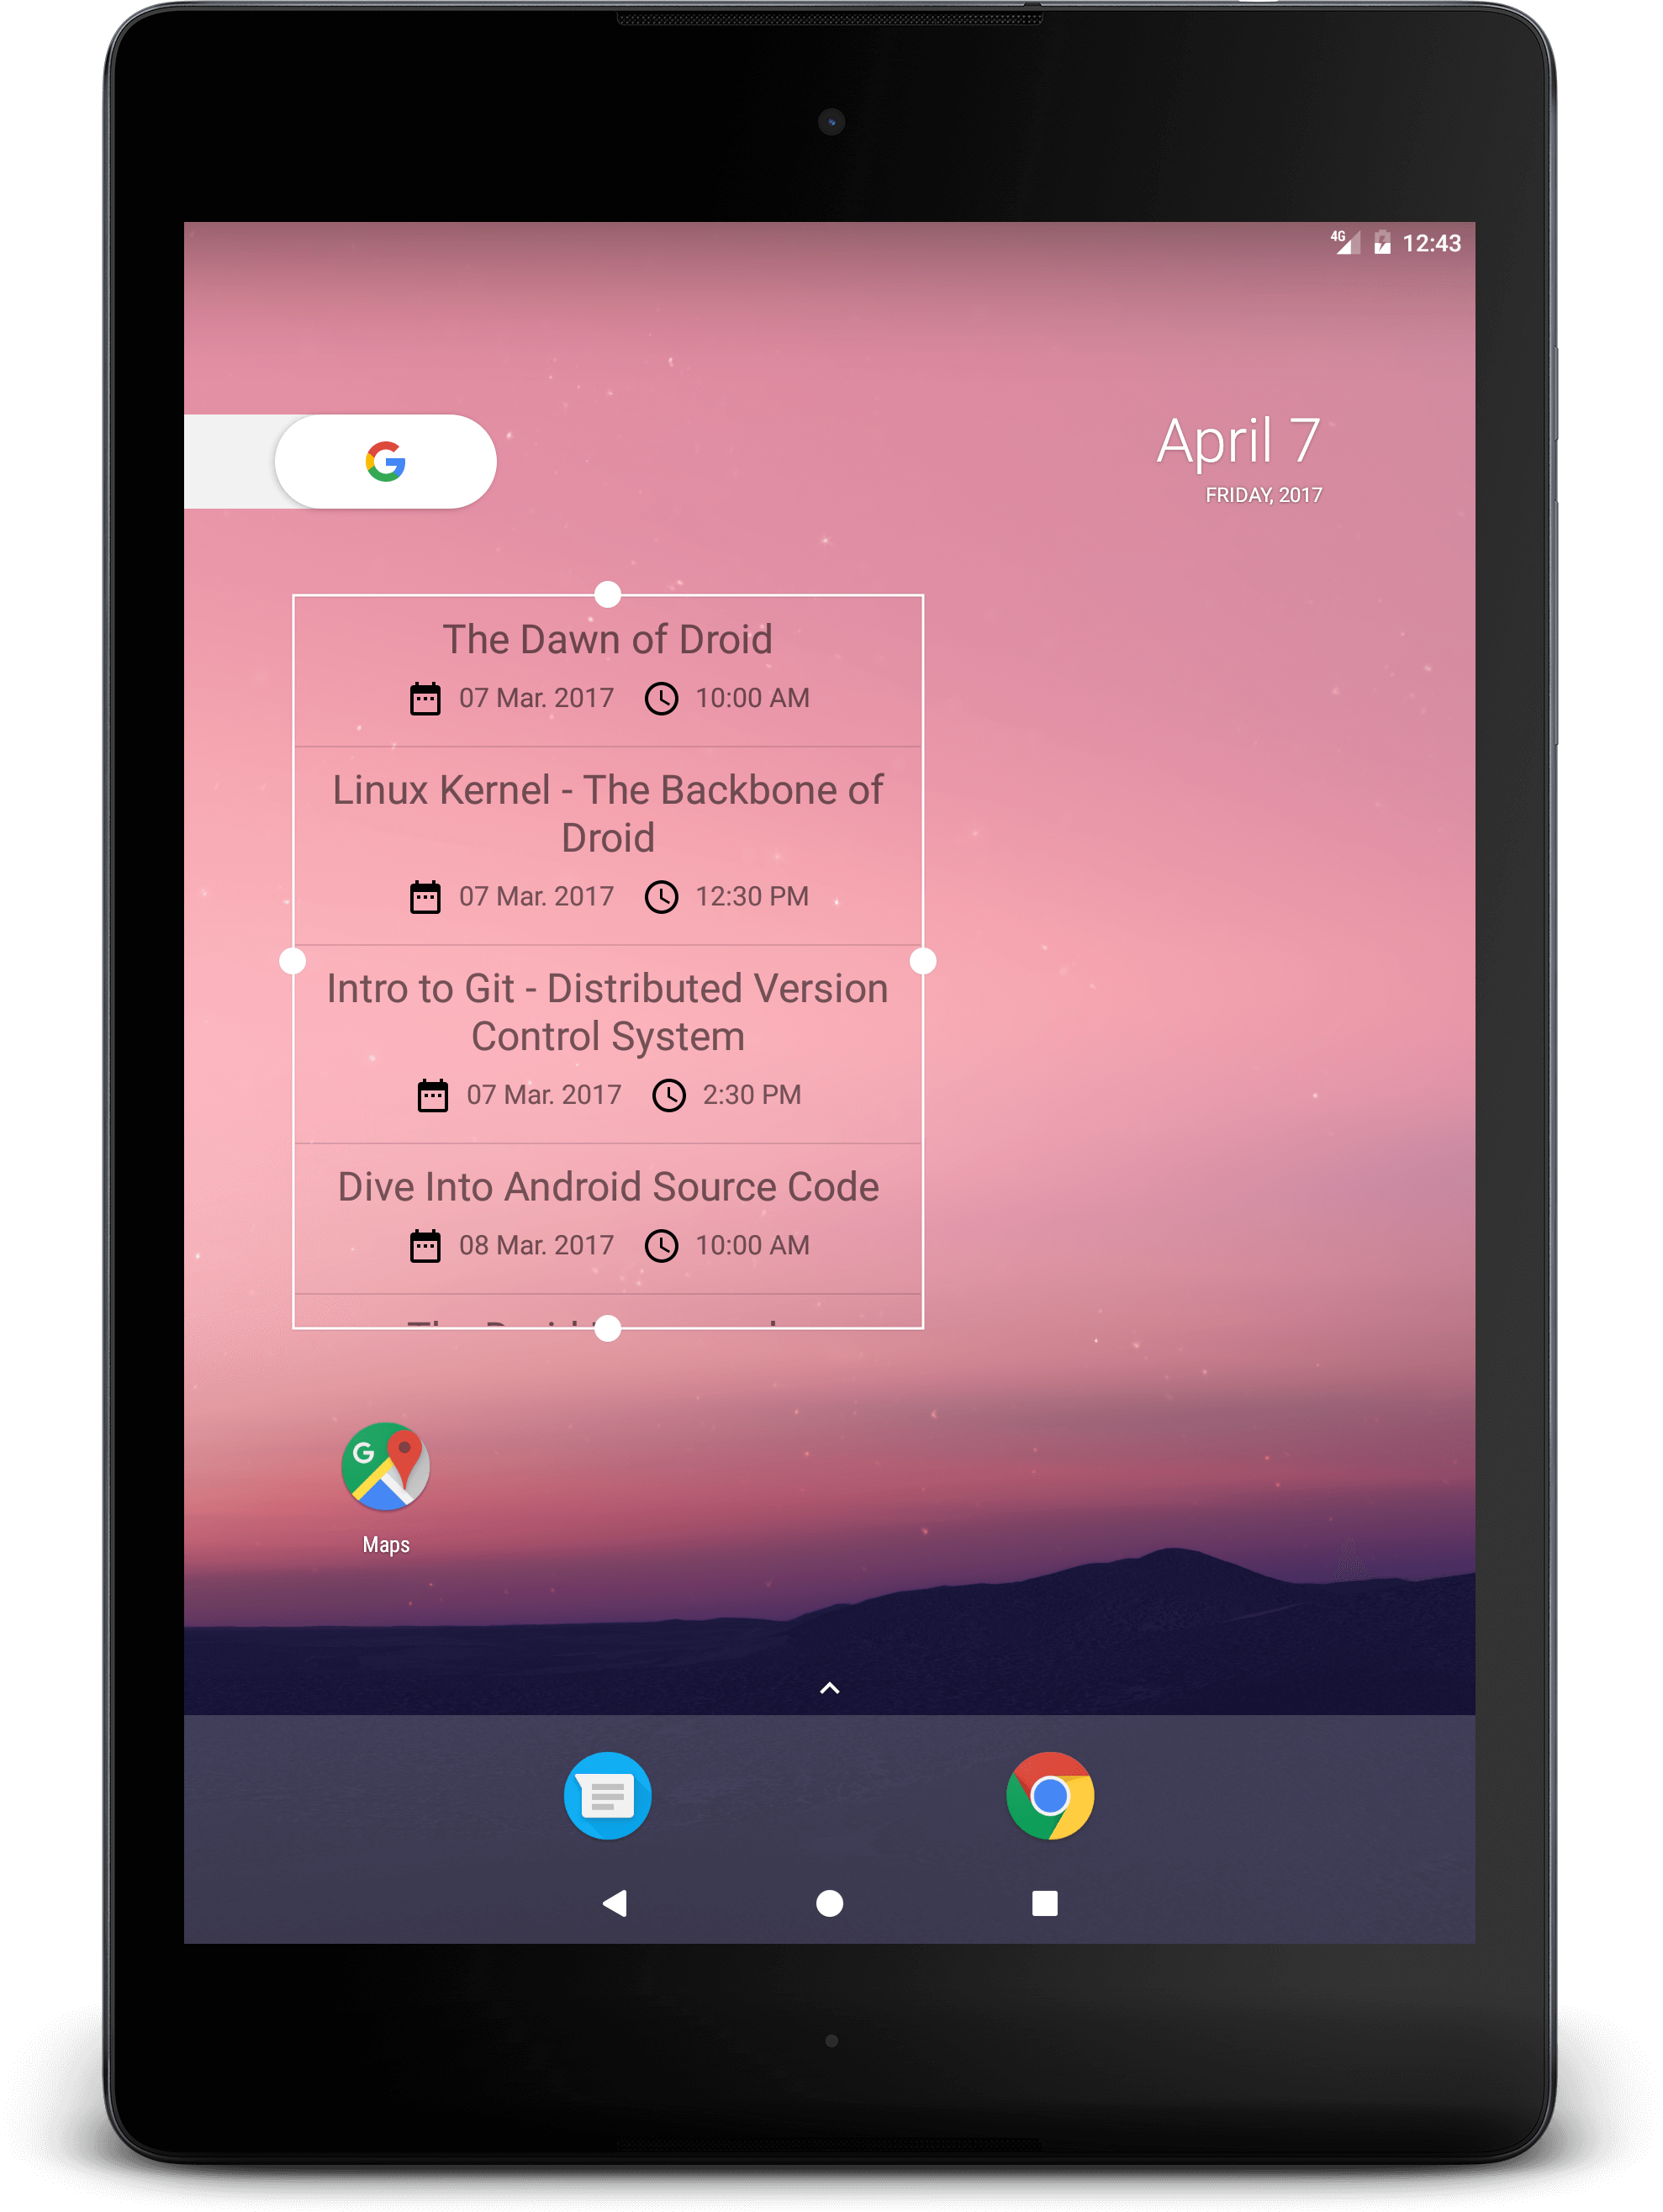 4G 12:43
G
April 7
FRIDAY, 2017
The Dawn of Droid
07 Mar. 2017 10:00 AM
Linux Kernel - The Backbone of
Droid
07 Mar. 2017 12:30 PM
Intro to Git - Distributed Version
Control System
07 Mar. 2017 2:30 PM
Dive Into Android Source Code
08 Mar. 2017 10:00 AM
The Droid
G
Maps